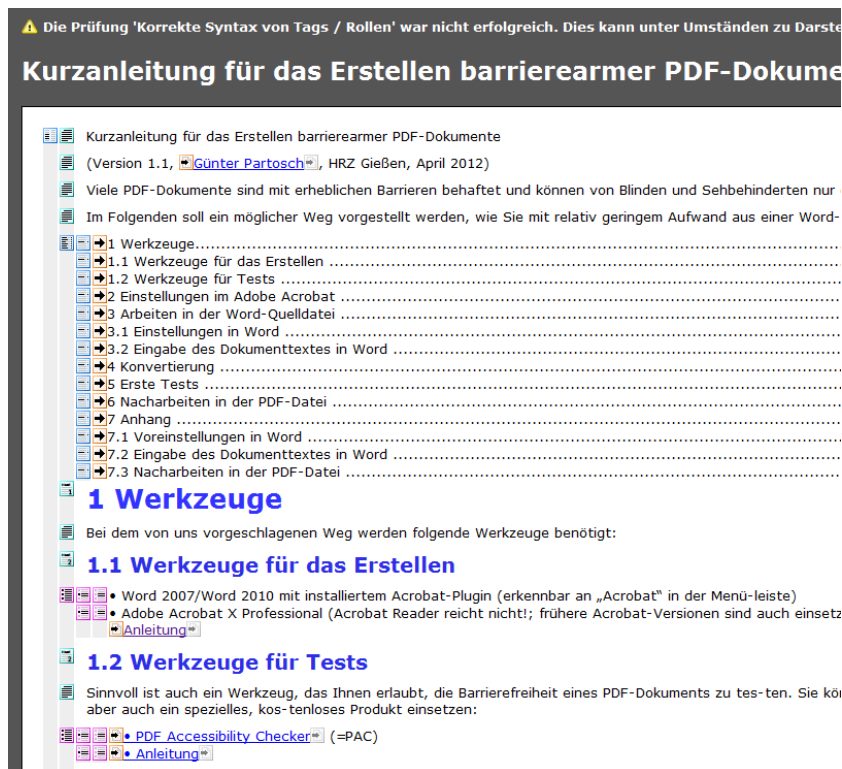 Die Prüfung 'Korrekte Syntax von Tags / Rollen' war nicht erfolgreich. Dies kann unter Umständen zu Darste
Kurzanleitung für das Erstellen barrierearmer PDF-Dokume
Kurzanleitung für das Erstellen barrierearmer PDF-Dokumente
(Version 1.1, Günter Partosch, HRZ Gießen, April 2012)
Viele PDF-Dokumente sind mit erheblichen Barrieren behaftet und können von Blinden und Sehbehinderten nur
Im Folgenden soll ein möglicher Weg vorgestellt werden, wie Sie mit relativ geringem Aufwand aus einer Word-
1 Werkzeuge
1.1 Werkzeuge für das Erstellen
1.2 Werkzeuge für Tests
2 Einstellungen im Adobe Acrobat
3 Arbeiten in der Word-Quelldatei
3.1 Einstellungen in Word
3.2 Eingabe des Dokumenttextes in Word
4 Konvertierung
5 Erste Tests
6 Nacharbeiten in der PDF-Datei
7 Anhang
7.1 Voreinstellungen in Word
7.2 Eingabe des Dokumenttextes in Word
7.3 Nacharbeiten in der PDF-Datei
1 Werkzeuge
Bei dem von uns vorgeschlagenen Weg werden folgende Werkzeuge benötigt:
1.1 Werkzeuge für das Erstellen
• Word 2007/Word 2010 mit installiertem Acrobat-Plugin (erkennbar an „Acrobat“ in der Menü-leiste)
• Adobe Acrobat X Professional (Acrobat Reader reicht nicht!; frühere Acrobat-Versionen sind auch einsetz
Anleitung
1.2 Werkzeuge für Tests
Sinnvoll ist auch ein Werkzeug, das Ihnen erlaubt, die Barrierefreiheit eines PDF-Dokuments zu tes-ten. Sie kö
aber auch ein spezielles, kos-tenloses Produkt einsetzen:
• PDF Accessibility Checker (=PAC)
• Anleitung